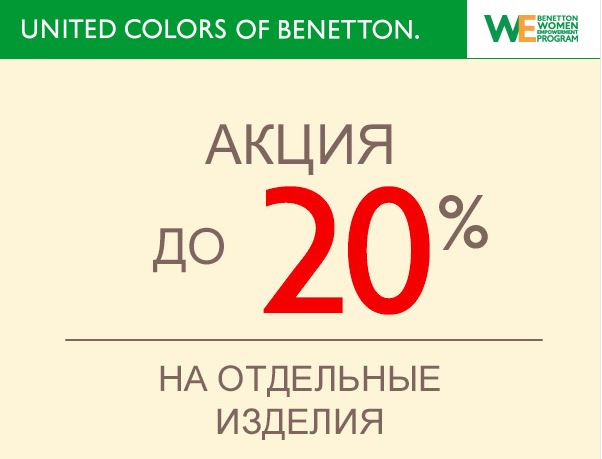 UNITED COLORS OF BENETTON.
WE BENETTON
WOMEN
EMPOWERMENT
PROGRAM
АКЦИЯ
ДО 20%
НА ОТДЕЛЬНЫЕ
ИЗДЕЛИЯ